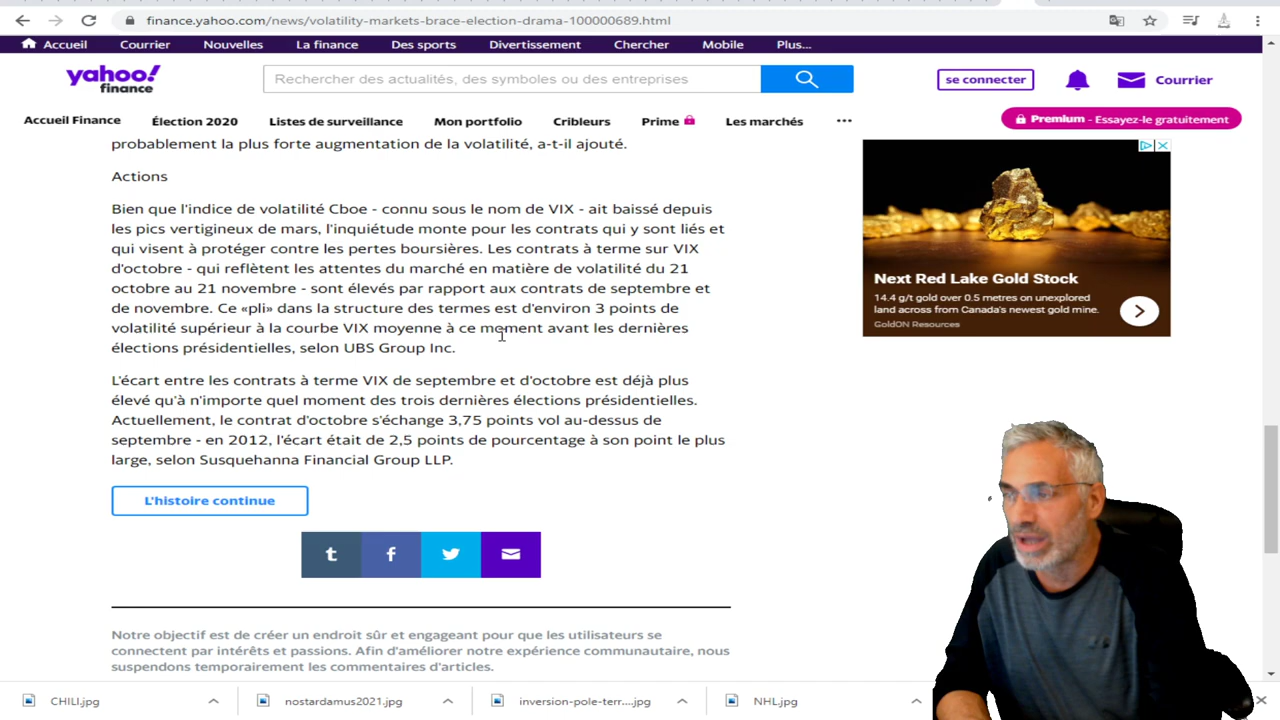 finance.yahoo.com/news/volatility-markets-brace-election-drama-100000689.html
Accueil Courrier Nouvelles La finance Des sports Divertissement Chercher Mobile Plus...
yahoo!
finance
Rechercher des actualités, des symboles ou des entreprises
se connecter
Courrier
Accueil Finance Élection 2020 Listes de surveillance Mon portfolio Cribleurs Prime Les marchés ...
Premium - Essayez-le gratuitement
probablement la plus forte augmentation de la volatilité, a-t-il ajouté.
Actions
Bien que l'indice de volatilité Cboe - connu sous le nom de VIX - ait baissé depuis
les pics vertigineux de mars, l'inquiétude monte pour les contrats qui y sont liés et
qui visent à protéger contre les pertes boursières. Les contrats à terme sur VIX
d'octobre - qui reflètent les attentes du marché en matière de volatilité du 21
octobre au 21 novembre - sont élevés par rapport aux contrats de septembre et
de novembre. Ce «pli» dans la structure des termes est d'environ 3 points de
volatilité supérieur à la courbe VIX moyenne à ce moment avant les dernières
élections présidentielles, selon UBS Group Inc.
L'écart entre les contrats à terme VIX de septembre et d'octobre est déjà plus
élevé qu'à n'importe quel moment des trois dernières élections présidentielles.
Actuellement, le contrat d'octobre s'échange 3,75 points vol au-dessus de
septembre - en 2012, l'écart était de 2,5 points de pourcentage à son point le plus
large, selon Susquehanna Financial Group LLP.
L'histoire continue
Next Red Lake Gold Stock
14.4 g/t gold over 0.5 metres on unexplored
land across from Canada's newest gold mine.
GoldON Resources
Notre objectif est de créer un endroit sûr et engageant pour que les utilisateurs se
connectent par intérêts et passions. Afin d'améliorer notre expérience communautaire, nous
suspendons temporairement les commentaires d'articles.
CHILI.jpg
nostardamus2021.jpg
inversion-pole-terr....jpg
NHL.jpg